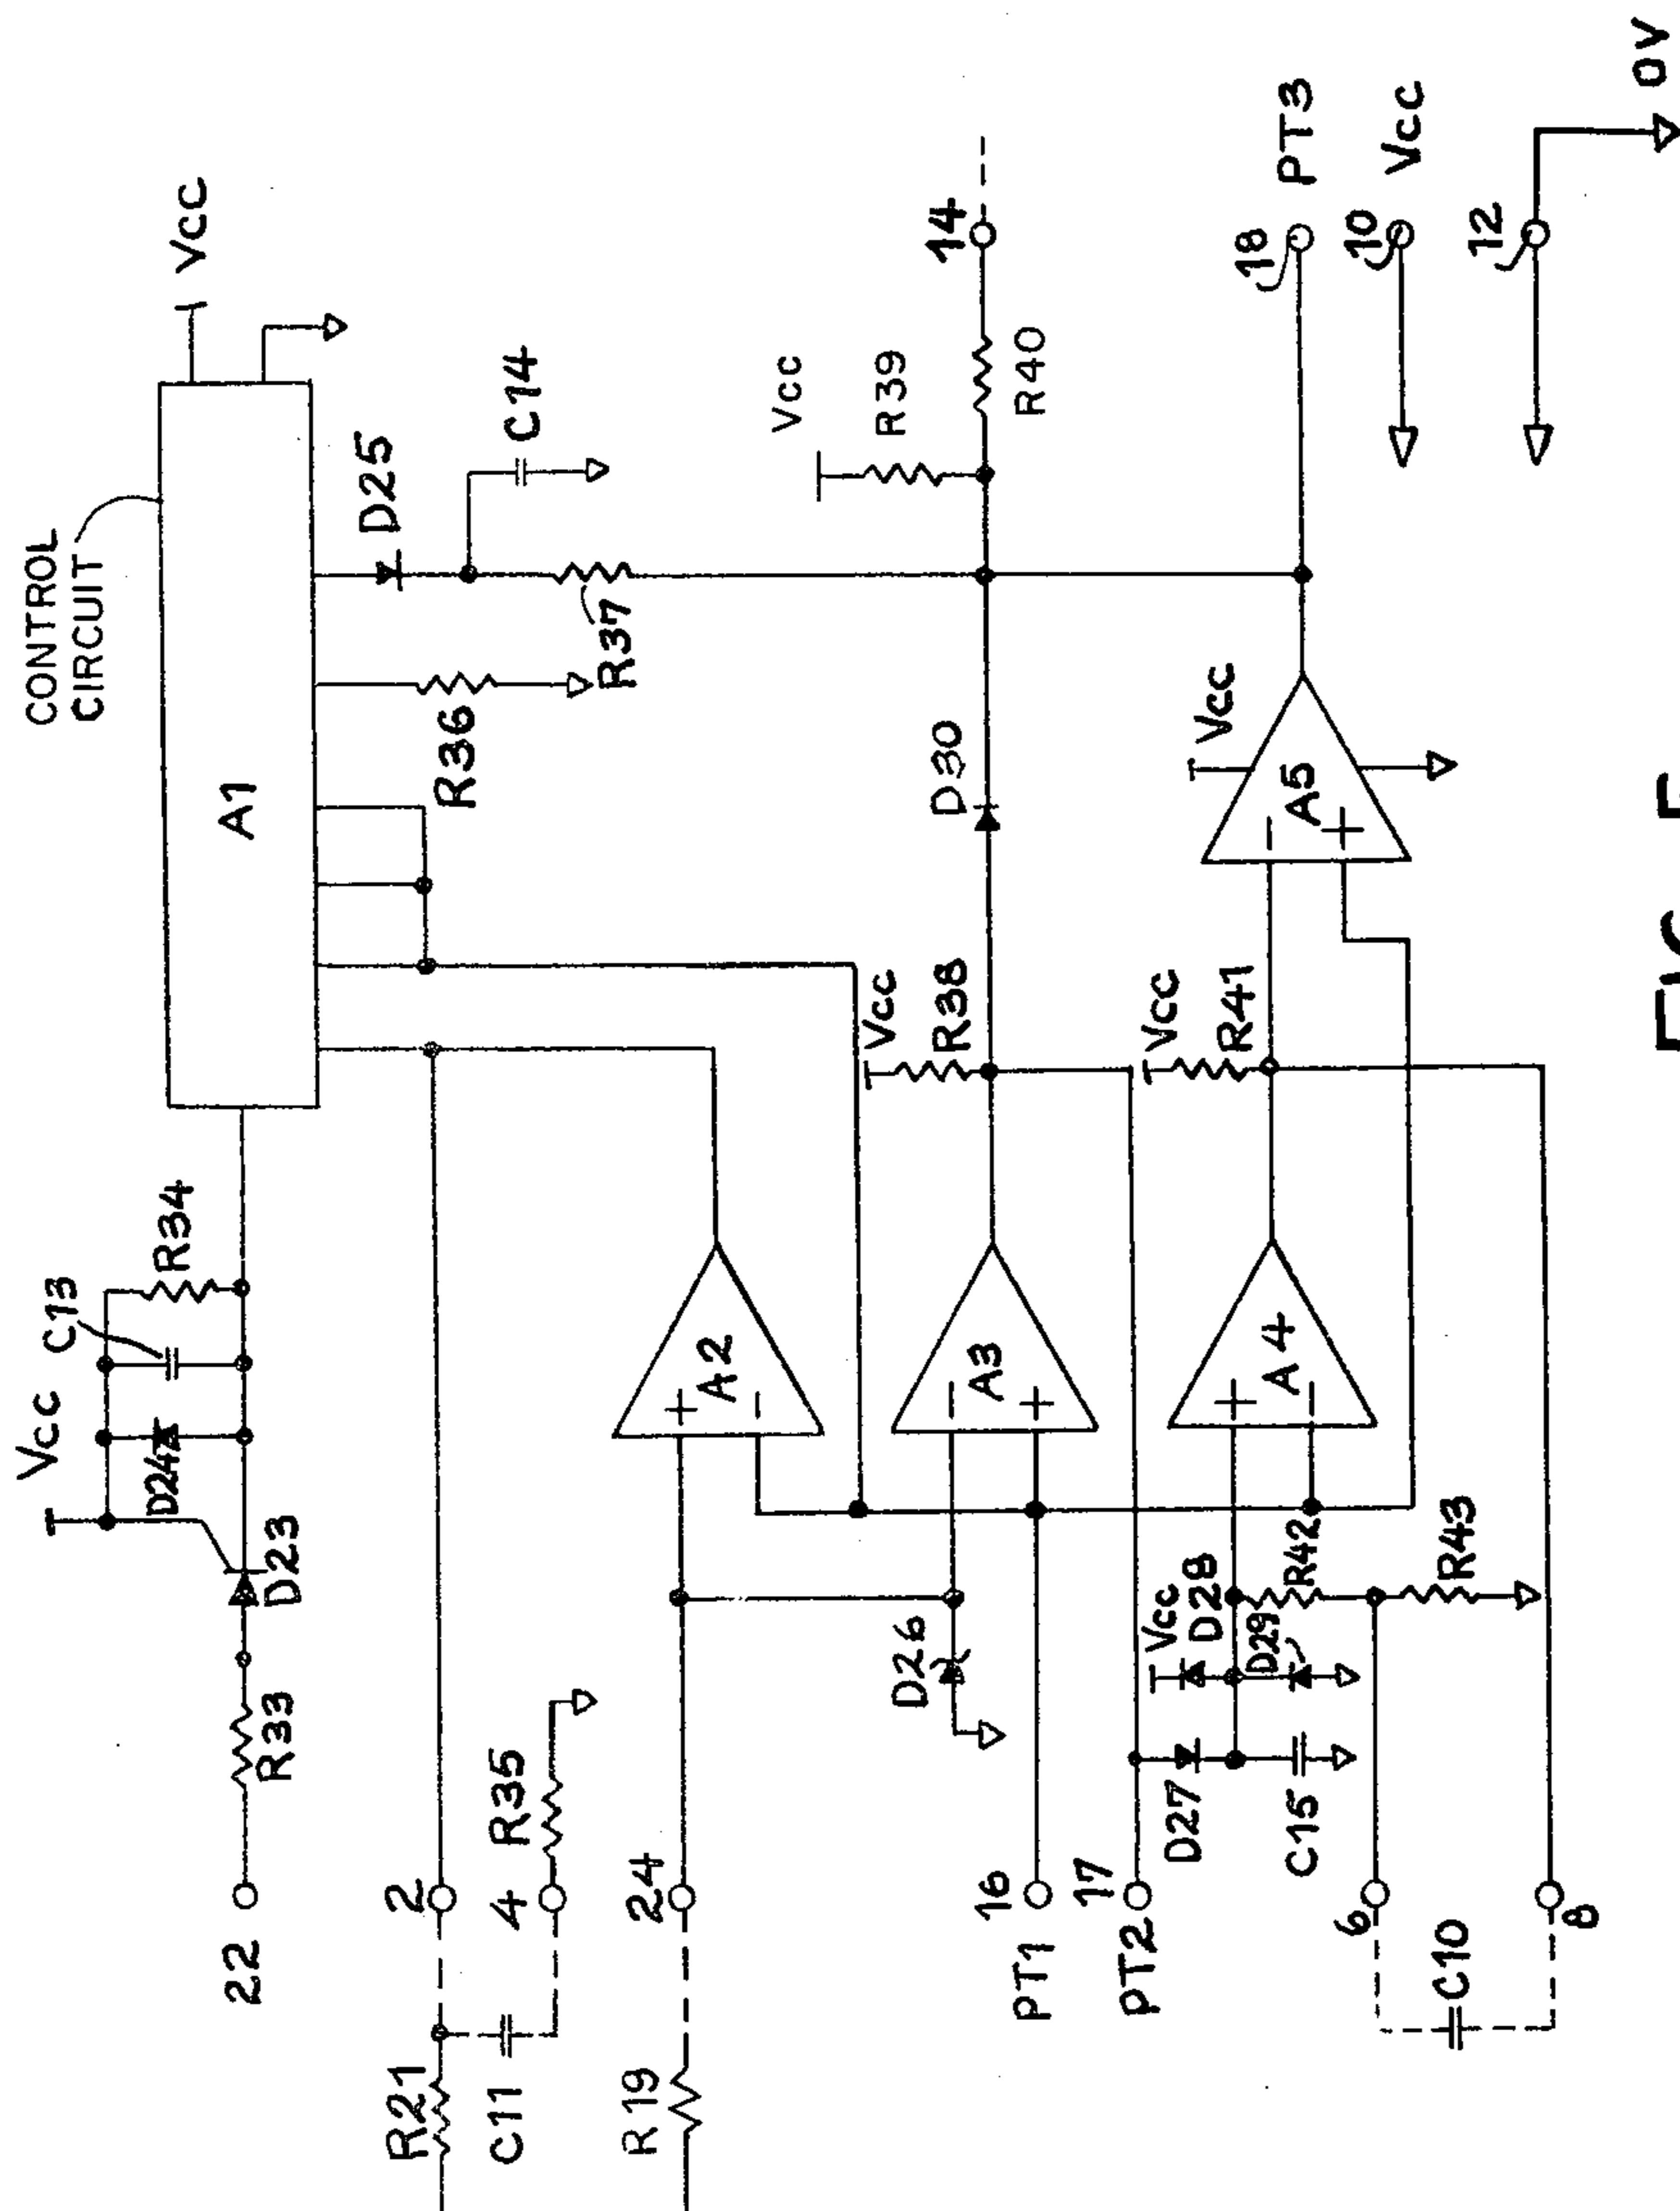 CONTROL
CIRCUIT
A1
Vcc
Vcc
C13
R34
D24
D23
R33
22
D25
C14
R36
R37
R21
2
C11
4
R35
R19
24
A2
+
−
Vcc
R39
R40
14
D30
Vcc
R38
A3
−
+
D26
16
PT1
17
PT2
D27
C15
Vcc
D28
D29
R42
R43
A4
+
−
Vcc
R41
Vcc
A5
−
+
18
PT3
10
Vcc
12
0V
6
C10
8